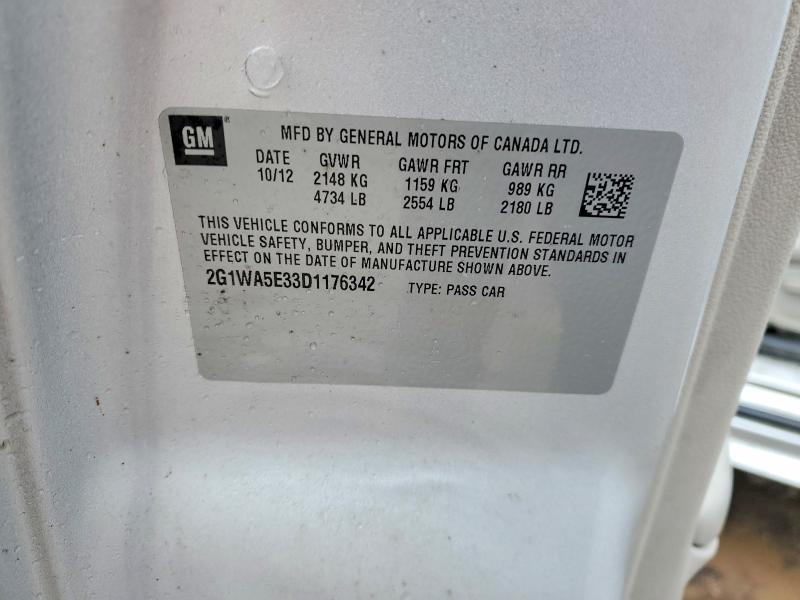 GM ®
MFD BY GENERAL MOTORS OF CANADA LTD.
DATE GVWR GAWR FRT GAWR RR
10/12 2148 KG 1159 KG 989 KG
4734 LB 2554 LB 2180 LB
THIS VEHICLE CONFORMS TO ALL APPLICABLE U.S. FEDERAL MOTOR
VEHICLE SAFETY, BUMPER, AND THEFT PREVENTION STANDARDS IN
EFFECT ON THE DATE OF MANUFACTURE SHOWN ABOVE.
2G1WA5E33D1176342 TYPE: PASS CAR